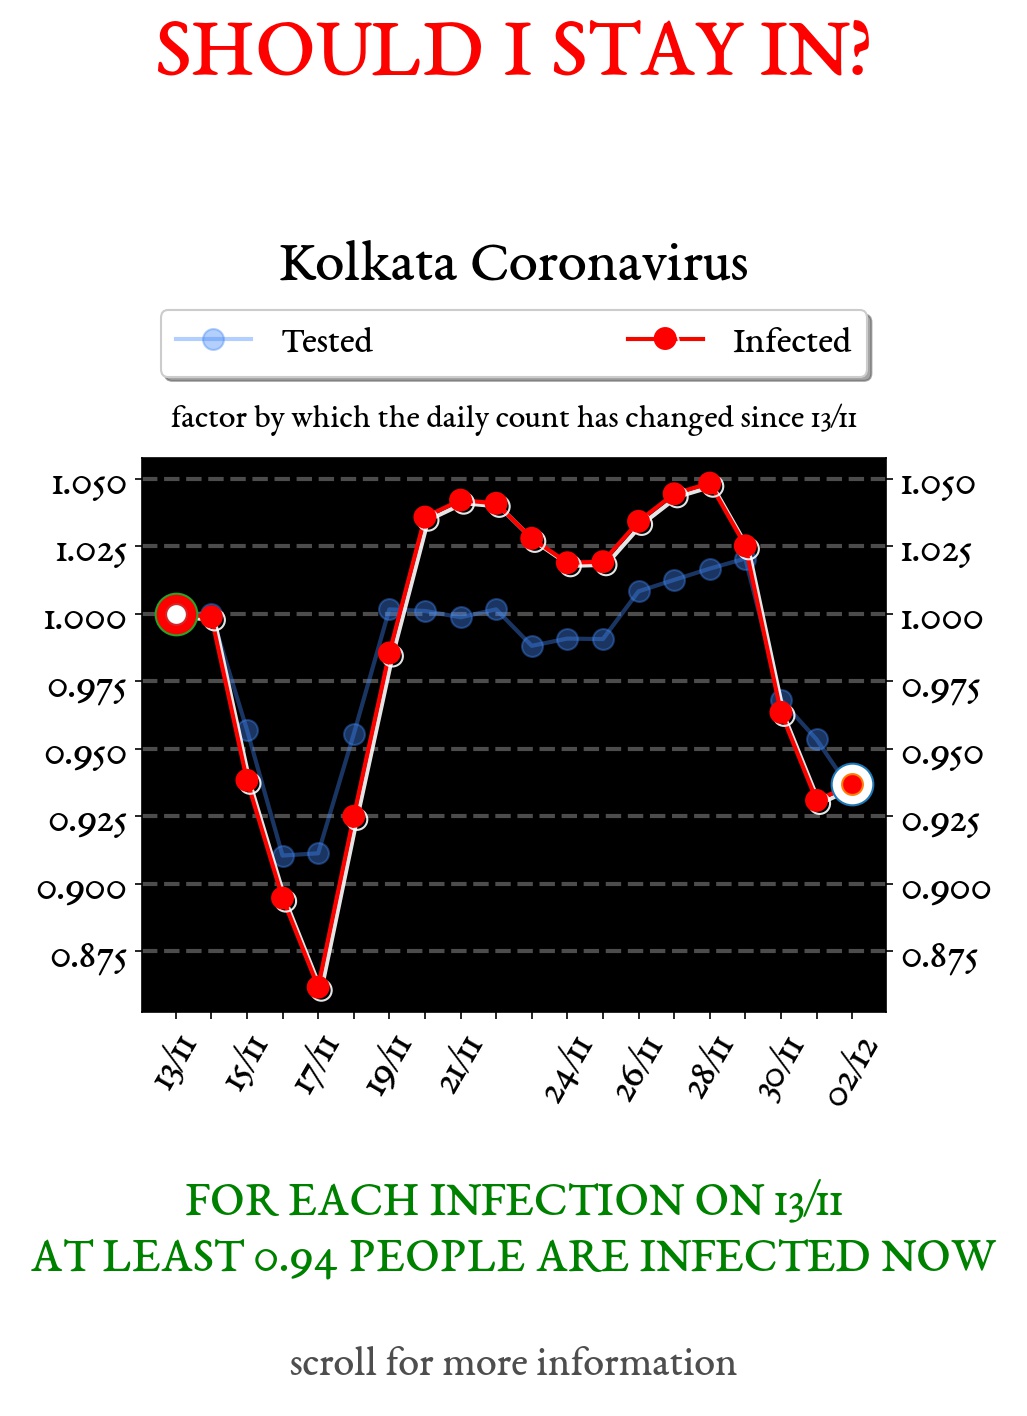 SHOULD I STAY IN?
Kolkata Coronavirus
Tested Infected
factor by which the daily count has changed since 13/11
1.050 1.050
1.025 1.025
1.000 1.000
0.975 0.975
0.950 0.950
0.925 0.925
0.900 0.900
0.875 0.875
13/11 15/11 17/11 19/11 21/11 24/11 26/11 28/11 30/11 02/12
FOR EACH INFECTION ON 13/11
AT LEAST 0.94 PEOPLE ARE INFECTED NOW
scroll for more information